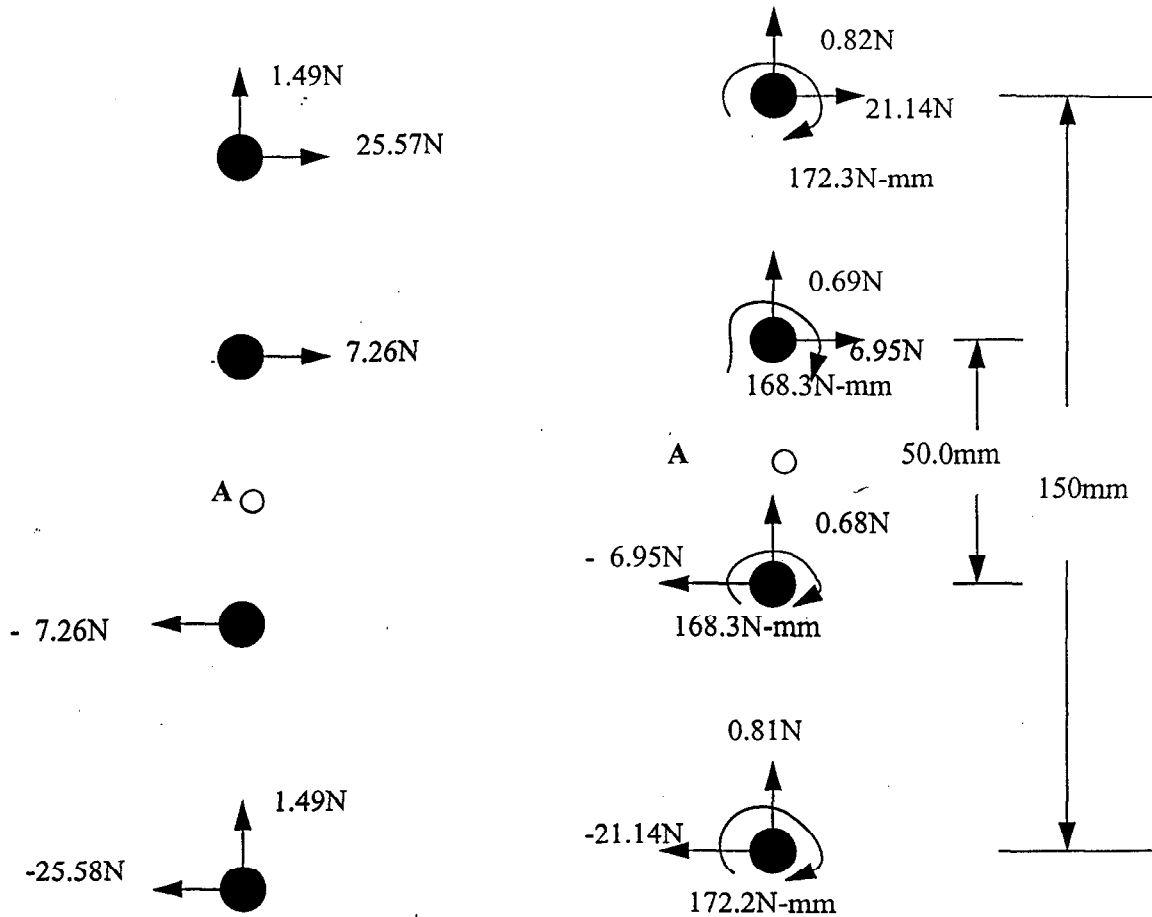 0.82N
1.49N
21.14N
25.57N
172.3N-mm
0.69N
7.26N
6.95N
168.3N-mm
A
50.0mm
A
150mm
0.68N
- 6.95N
- 7.26N
168.3N-mm
0.81N
1.49N
-21.14N
-25.58N
172.2N-mm